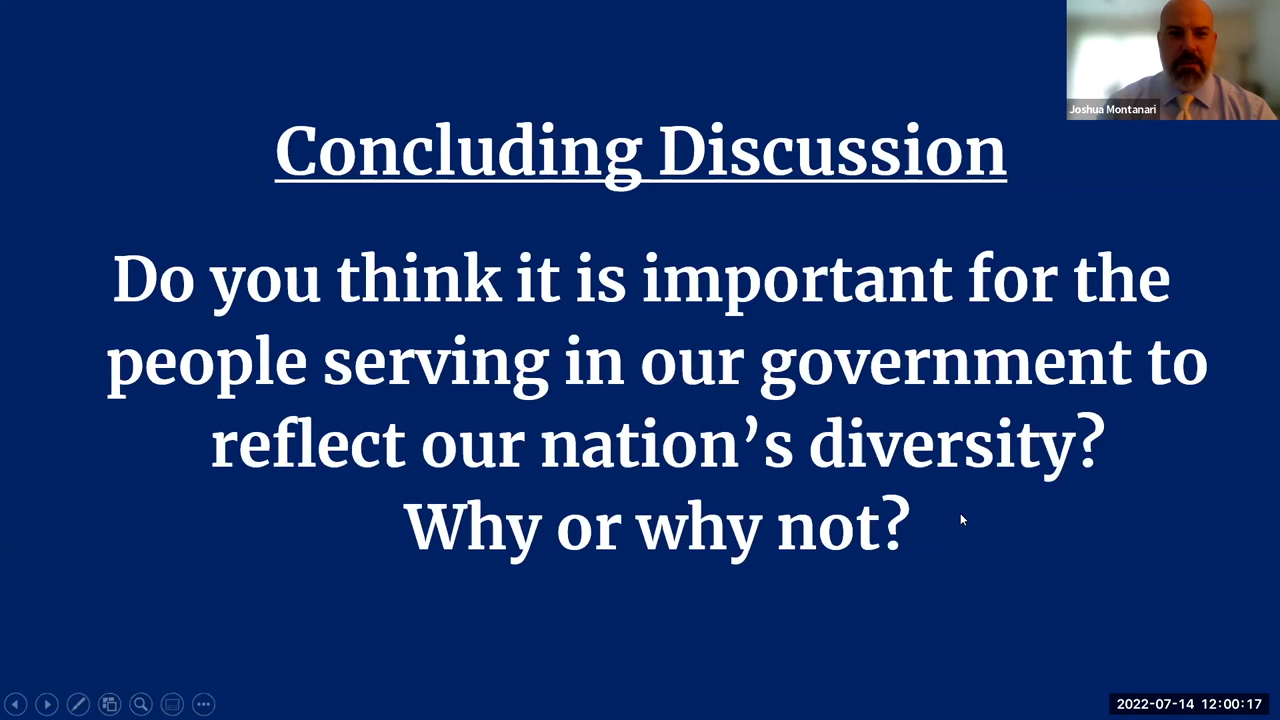 Joshua Montanari
Concluding Discussion
Do you think it is important for the
people serving in our government to
reflect our nation’s diversity?
Why or why not?
2022-07-14 12:00:17